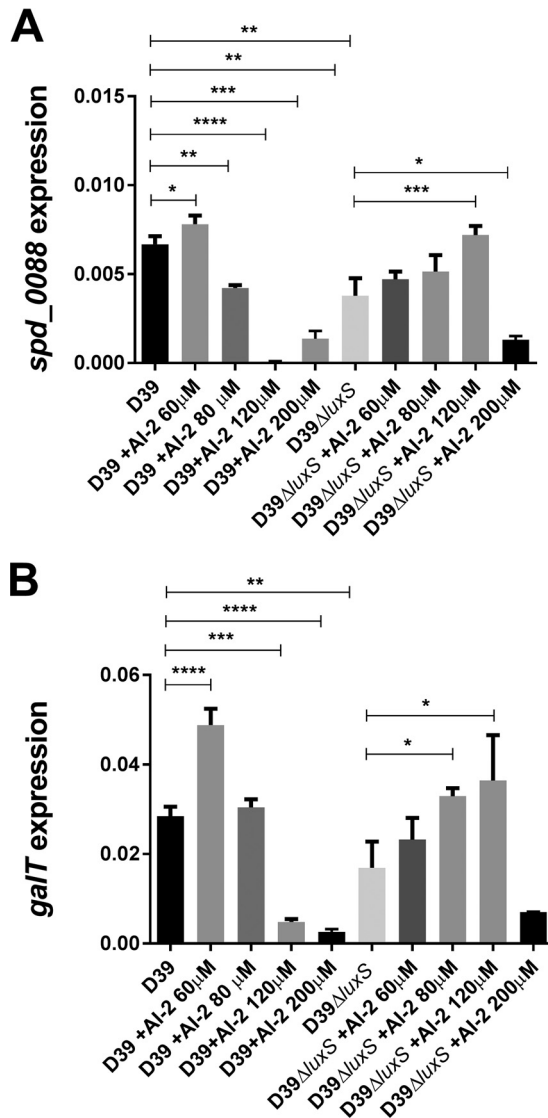 A
**
**
***
****
**
*
*
***
0.015
0.010
0.005
0.000
spd_0088 expression
D39
D39 +AI-2 60μM
D39 +AI-2 80 μM
D39+AI-2 120μM
D39+AI-2 200μM
D39ΔluxS
D39ΔluxS +AI-2 60μM
D39ΔluxS +AI-2 80μM
D39ΔluxS +AI-2 120μM
D39ΔluxS +AI-2 200μM
B
**
****
***
****
*
*
0.06
0.04
0.02
0.00
galT expression
D39
D39 +AI-2 60μM
D39 +AI-2 80 μM
D39+AI-2 120μM
D39+AI-2 200μM
D39ΔluxS
D39ΔluxS +AI-2 60μM
D39ΔluxS +AI-2 80μM
D39ΔluxS +AI-2 120μM
D39ΔluxS +AI-2 200μM